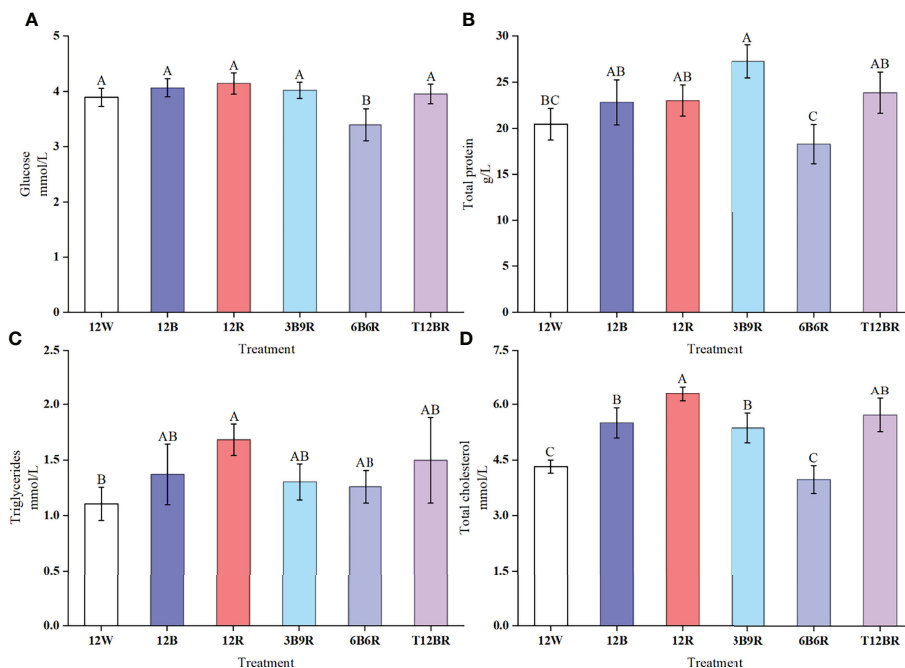 A
5
4
3
2
1
0
Glucose
mmol/L
A
A
A
A
B
A
12W
12B
12R
3B9R
6B6R
T12BR
Treatment
B
30
25
20
15
10
5
0
Total protein
g/L
BC
AB
AB
A
C
AB
12W
12B
12R
3B9R
6B6R
T12BR
Treatment
C
2.5
2.0
1.5
1.0
0.5
0.0
Triglycerides
mmol/L
B
AB
A
AB
AB
AB
12W
12B
12R
3B9R
6B6R
T12BR
Treatment
D
7.5
6.0
4.5
3.0
1.5
0.0
Total cholesterol
mmol/L
C
B
A
B
C
AB
12W
12B
12R
3B9R
6B6R
T12BR
Treatment